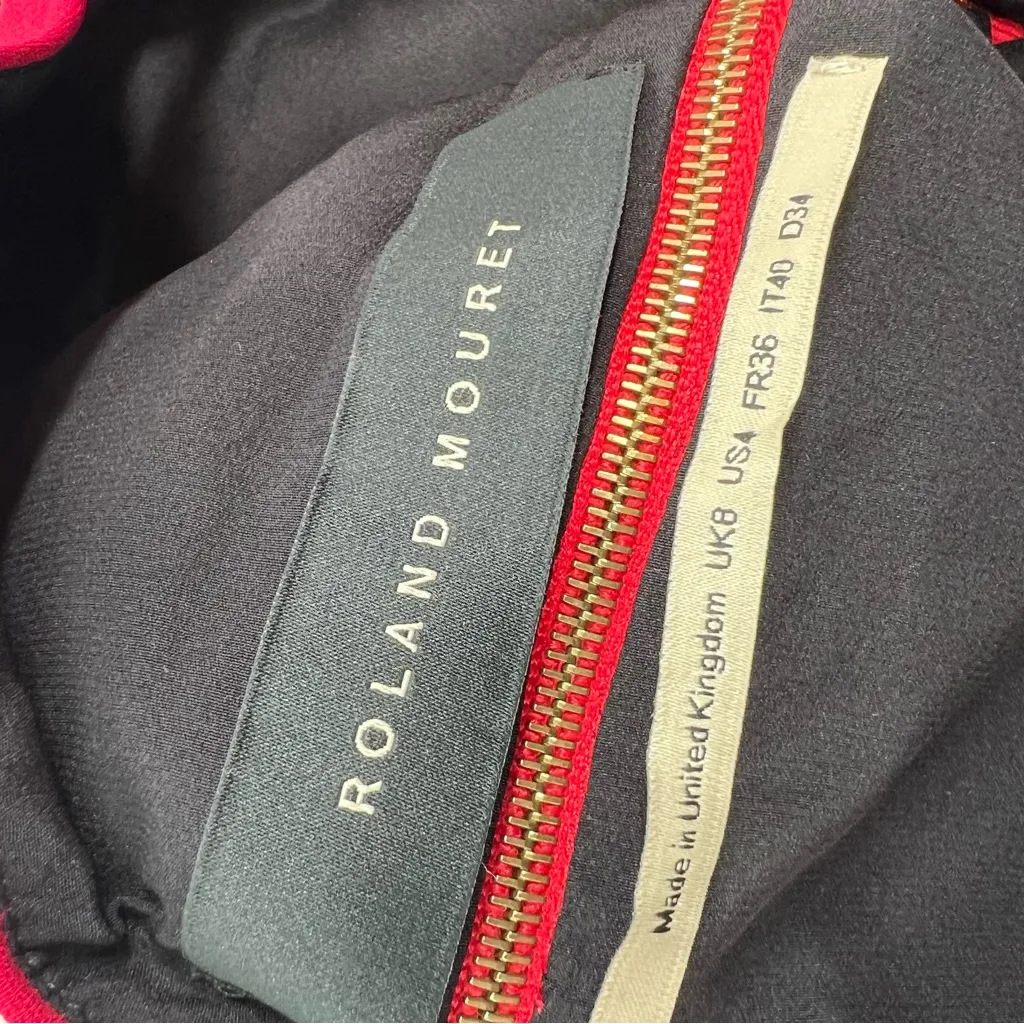 ROLAND MOURET
Made in United Kingdom UK8 US4 FR36 IT40 D34